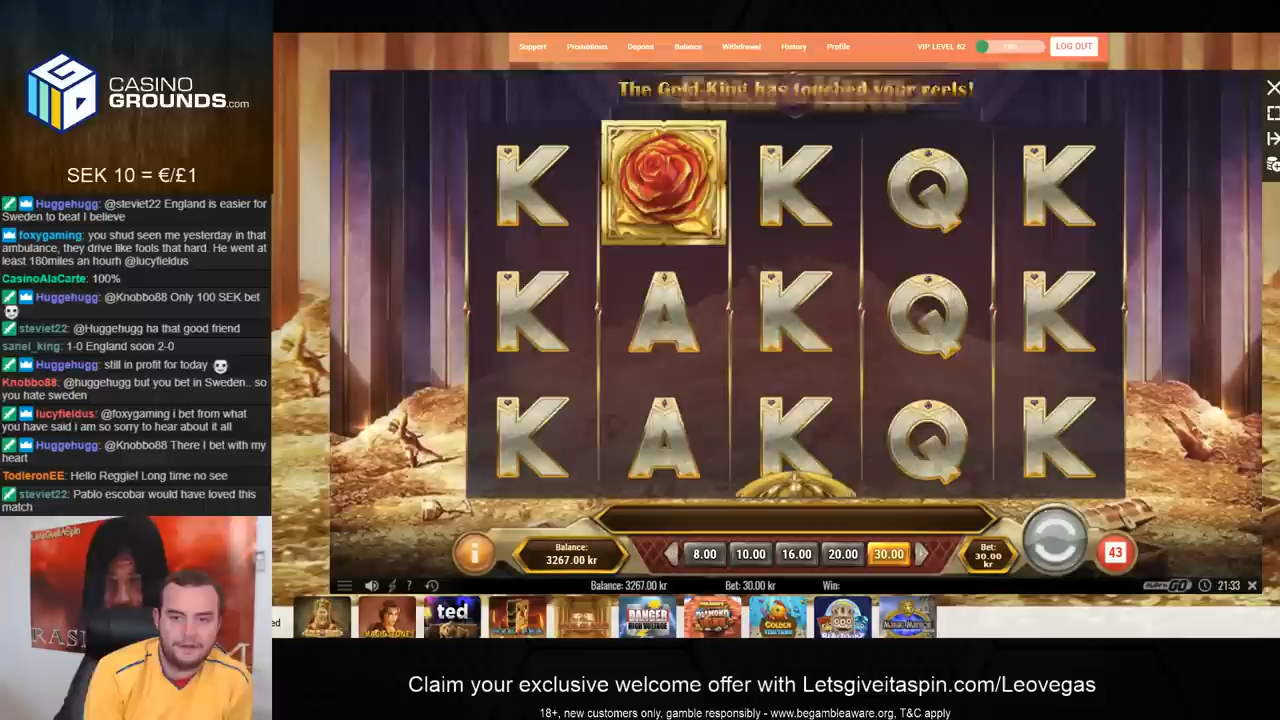 CASINO
GROUNDS.com
SEK 10 = €/£1
Huggehugg: @steviet22 England is easier for
Sweden to beat I believe
foxygaming: you shud seen me yesterday in that
ambulance, they drive like fools that hard. He went at
least 180miles an hourh @lucyfieldus
CasinoAlaCarte: 100%
Huggehugg: @Knobbo88 Only 100 SEK bet
steviet22: @Huggehugg ha that good friend
sanel_king: 1-0 England soon 2-0
Huggehugg: still in profit for today
Knobbo88: @huggehugg but you bet in Sweden.. so
you hate sweden
lucyfieldus: @foxygaming i bet from what
you have said i am so sorry to hear about it all
Huggehugg: @Knobbo88 There I bet with my
heart
TodleronEE: Hello Reggie! Long time no see
steviet22: Pablo escobar would have loved this
match
Support Promotions Deposit Balance Withdrawal History Profile VIP LEVEL 62 LOG OUT
The Gold King has touched your reels!
K K Q K
K A K Q K
K A K Q K
Balance:
3267.00 kr
8.00 10.00 16.00 20.00 30.00
Bet:
30.00
kr
43
Balance: 3267.00 kr Bet: 30.00 kr Win:
PLAY'n GO 21:33
ed
ted
DANGER
HIGH VOLTAGE
DIAMOND
GOLDEN
Claim your exclusive welcome offer with Letsgiveitaspin.com/Leovegas
18+, new customers only, gamble responsibly - www.begambleaware.org, T&C apply